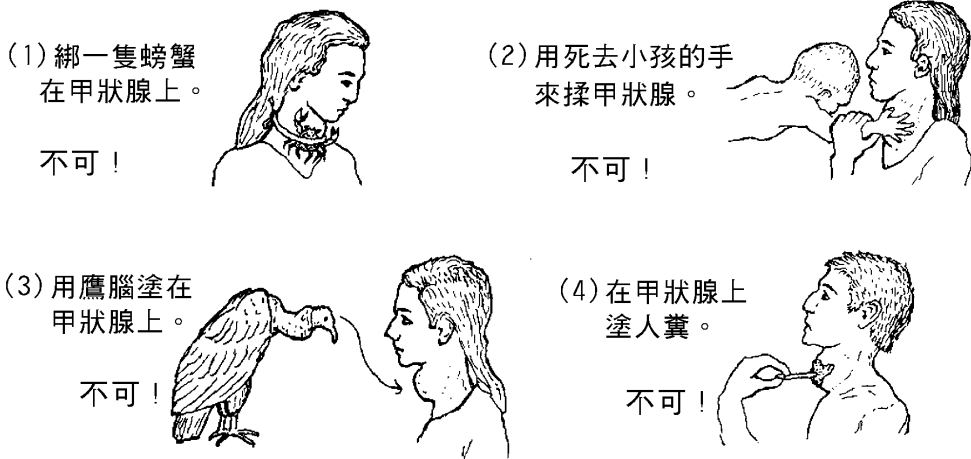 (1) 綁一隻螃蟹
在甲狀腺上。
不可！
(2) 用死去小孩的手
來揉甲狀腺。
不可！
(3) 用鷹腦塗在
甲狀腺上。
不可！
(4) 在甲狀腺上
塗人糞。
不可！